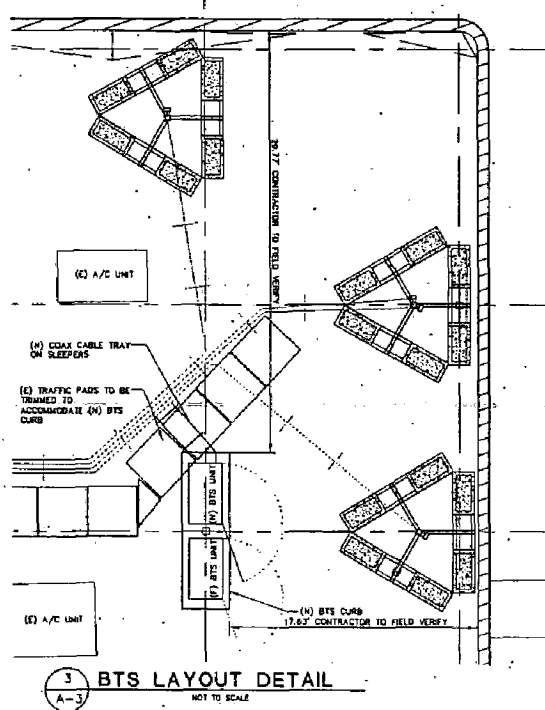 29.77 CONTRACTOR TO FIELD VERIFY
(E) A/C UNIT
(N) COAX CABLE TRAY
ON SLEEPERS
(E) TRAFFIC PADS TO BE
TRIMMED TO
ACCOMMODATE (N) BTS
CURB
(N) BTS UNIT
(F) BTS UNIT
(E) A/C UNIT
(N) BTS CURB
17.63' CONTRACTOR TO FIELD VERIFY
3
A-3
BTS LAYOUT DETAIL
NOT TO SCALE